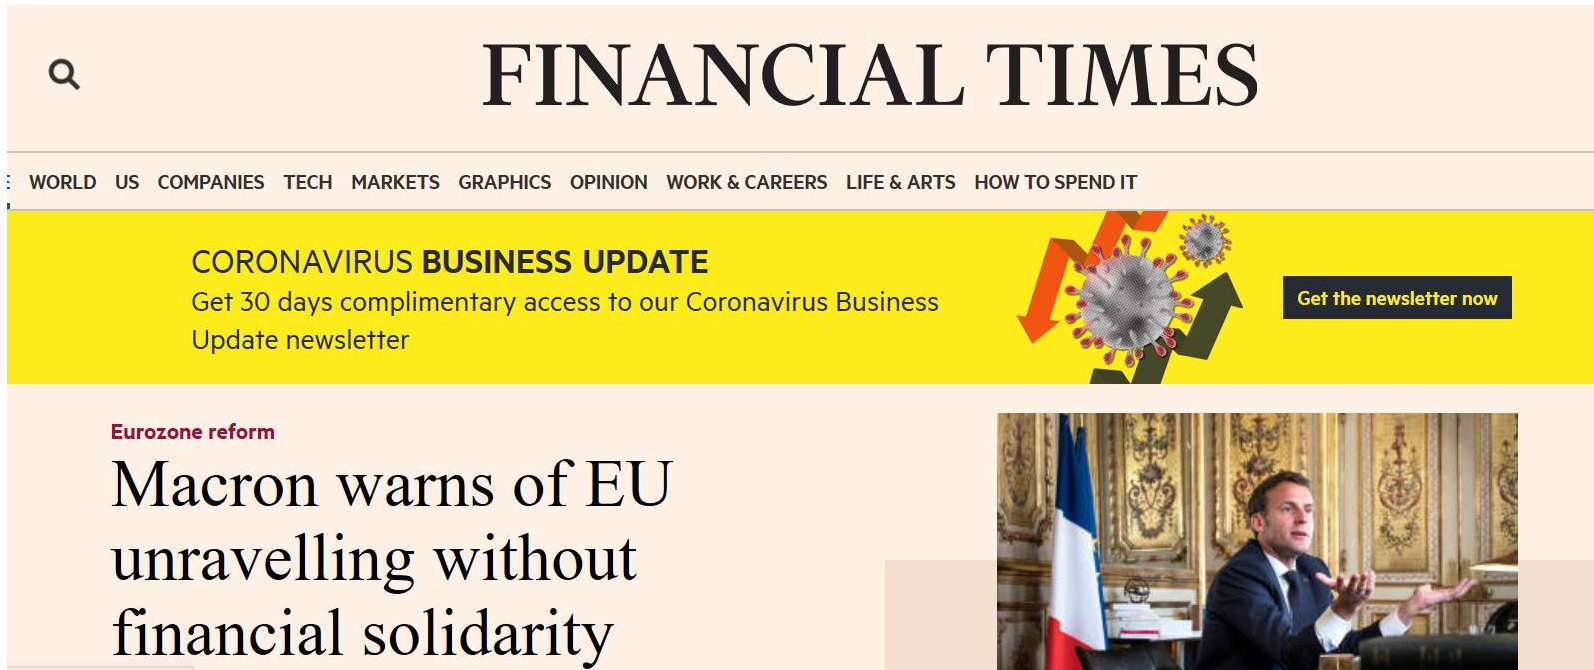 FINANCIAL TIMES
WORLD US COMPANIES TECH MARKETS GRAPHICS OPINION WORK & CAREERS LIFE & ARTS HOW TO SPEND IT
CORONAVIRUS BUSINESS UPDATE
Get 30 days complimentary access to our Coronavirus Business
Update newsletter
Get the newsletter now
Eurozone reform
Macron warns of EU
unravelling without
financial solidarity